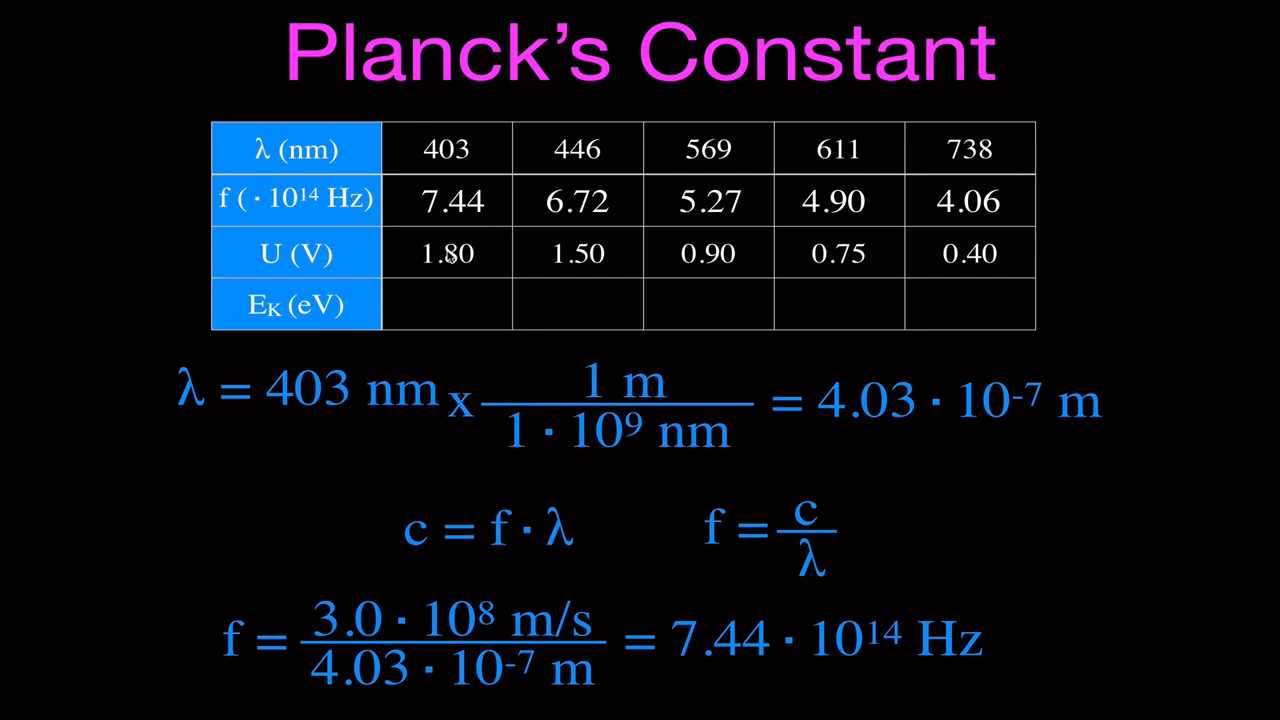 Planck’s Constant
λ (nm) 403 446 569 611 738
f ( · 10¹⁴ Hz) 7.44 6.72 5.27 4.90 4.06
U (V) 1.80 1.50 0.90 0.75 0.40
Eᴋ (eV)
λ = 403 nm x 1 m / 1 · 10⁹ nm = 4.03 · 10⁻⁷ m
c = f · λ f = c / λ
f = 3.0 · 10⁸ m/s / 4.03 · 10⁻⁷ m = 7.44 · 10¹⁴ Hz